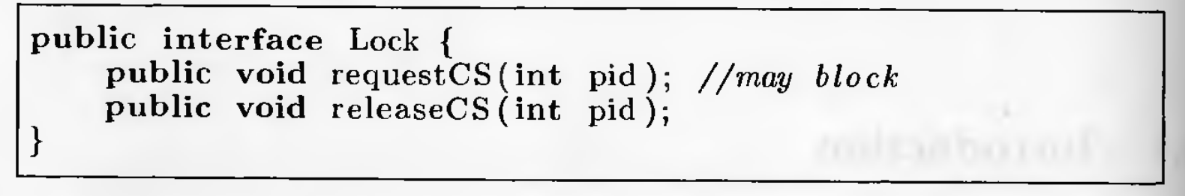 public interface Lock {
    public void requestCS(int pid); //may block
    public void releaseCS(int pid);
}